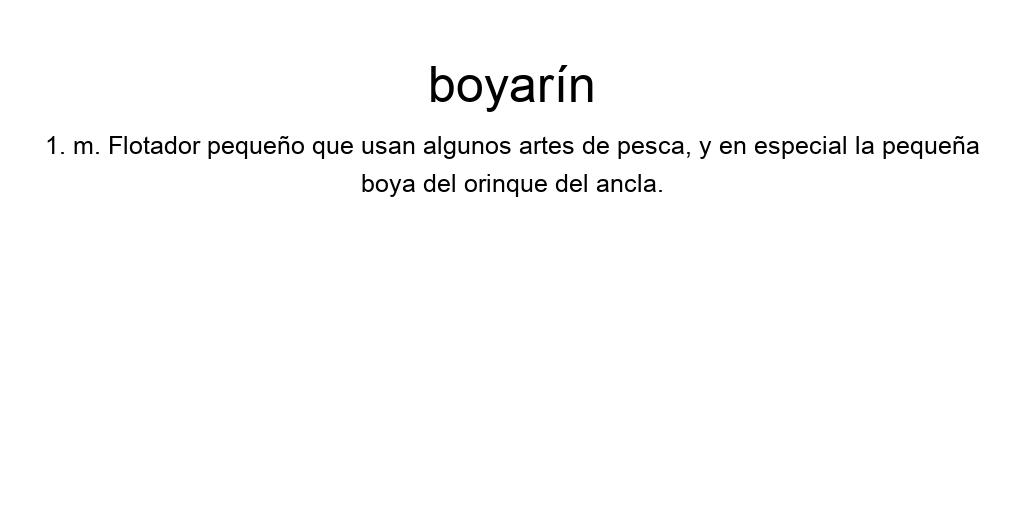 boyarín
1. m. Flotador pequeño que usan algunos artes de pesca, y en especial la pequeña
boya del orinque del ancla.